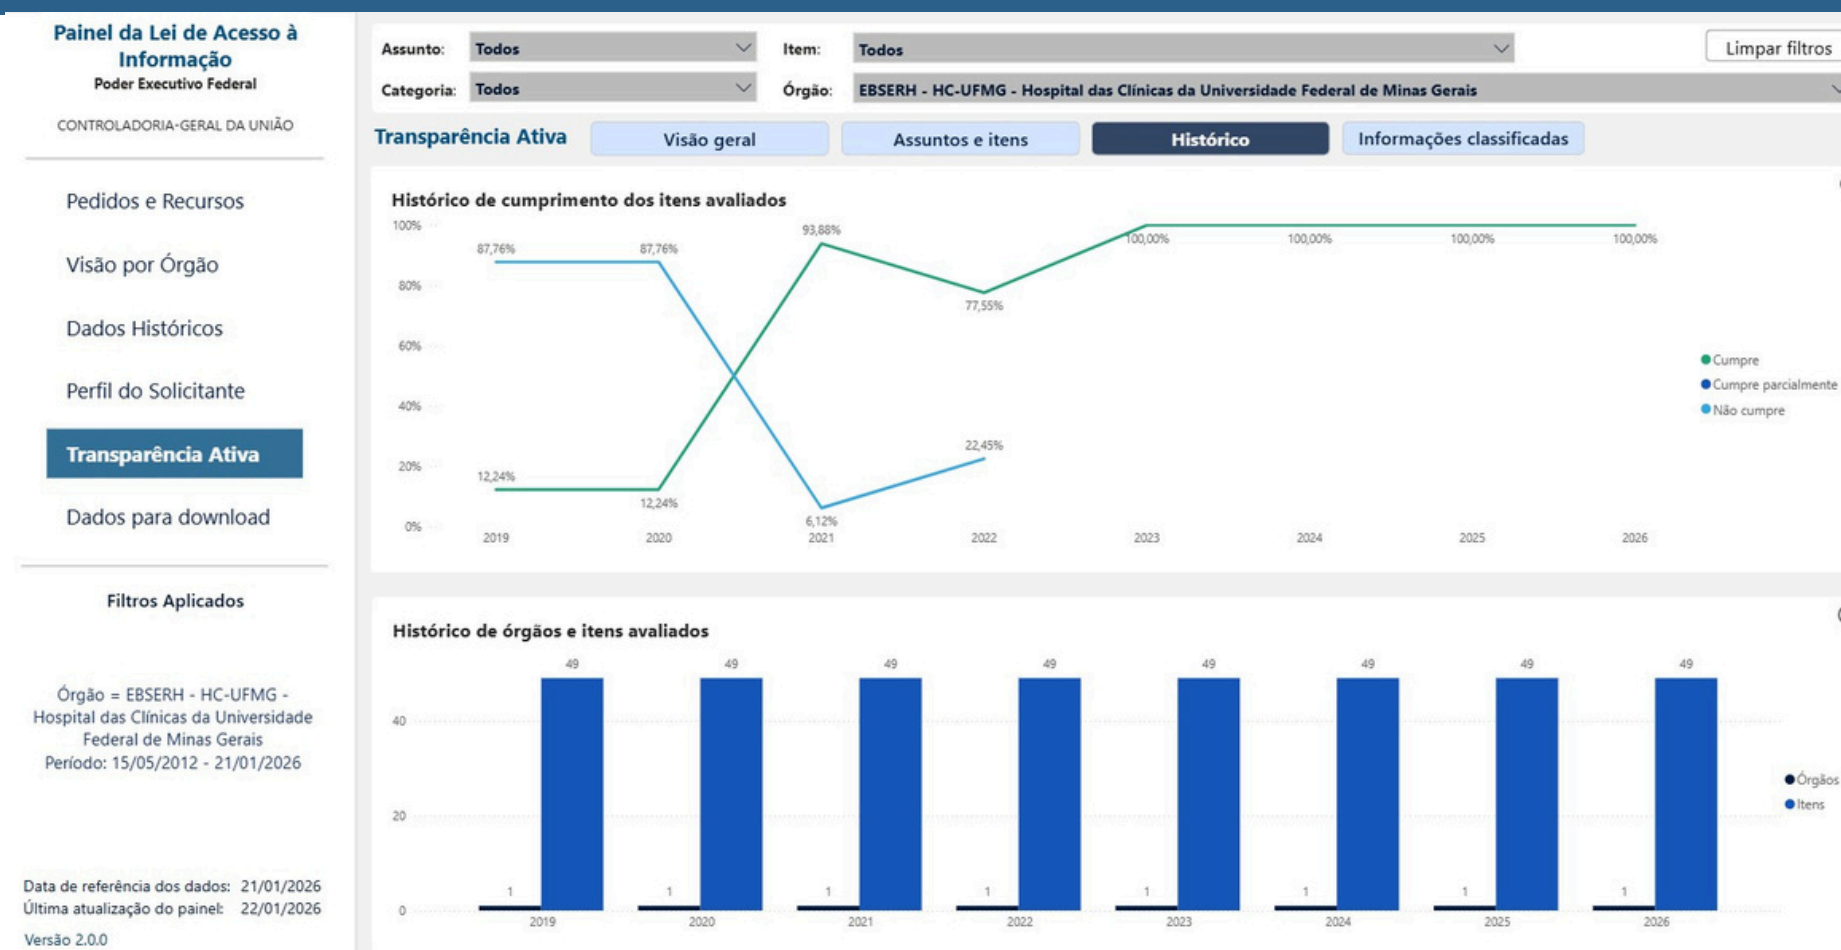 Painel da Lei de Acesso à
Informação
Poder Executivo Federal
CONTROLADORIA-GERAL DA UNIÃO
Pedidos e Recursos
Visão por Órgão
Dados Históricos
Perfil do Solicitante
Transparência Ativa
Dados para download
Filtros Aplicados
Órgão = EBSERH - HC-UFMG -
Hospital das Clínicas da Universidade
Federal de Minas Gerais
Período: 15/05/2012 - 21/01/2026
Data de referência dos dados: 21/01/2026
Última atualização do painel: 22/01/2026
Versão 2.0.0
Assunto: Todos Item: Todos Limpar filtros
Categoria: Todos Órgão: EBSERH - HC-UFMG - Hospital das Clínicas da Universidade Federal de Minas Gerais
Transparência Ativa Visão geral Assuntos e itens Histórico Informações classificadas
Histórico de cumprimento dos itens avaliados
100%
93,88%
100,00% 100,00% 100,00% 100,00%
87,76% 87,76%
80%
77,55%
60%
Cumpre
Cumpre parcialmente
Não cumpre
40%
22,45%
20%
12,24%
12,24%
6,12%
0%
2019 2020 2021 2022 2023 2024 2025 2026
Histórico de órgãos e itens avaliados
49 49 49 49 49 49 49 49
40
Órgãos
Itens
20
1 1 1 1 1 1 1 1
0
2019 2020 2021 2022 2023 2024 2025 2026